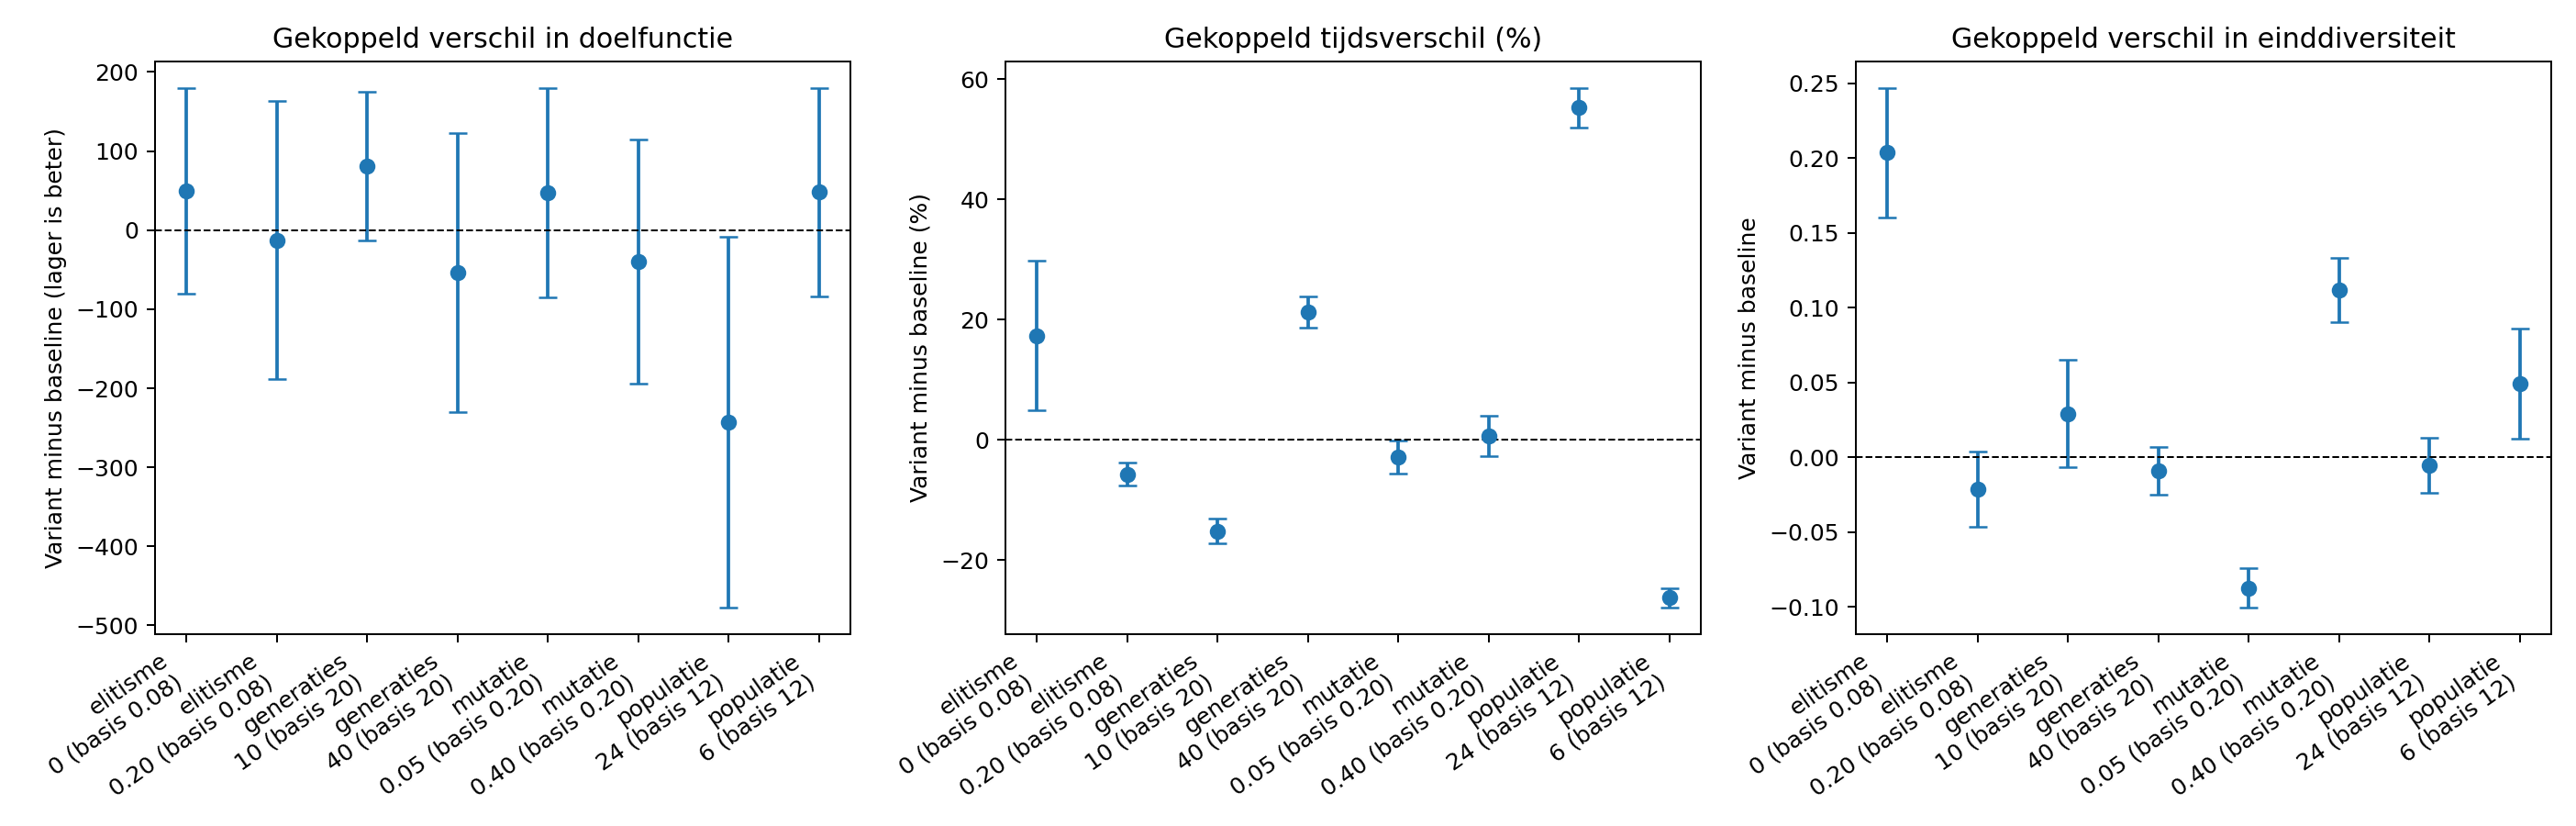 Gekoppeld verschil in doelfunctie
Variant minus baseline (lager is beter)
200
100
0
−100
−200
−300
−400
−500
elitisme
0 (basis 0.08)
elitisme
0.20 (basis 0.08)
generaties
10 (basis 20)
generaties
40 (basis 20)
mutatie
0.05 (basis 0.20)
mutatie
0.40 (basis 0.20)
populatie
24 (basis 12)
populatie
6 (basis 12)
Gekoppeld tijdsverschil (%)
Variant minus baseline (%)
60
40
20
0
−20
elitisme
0 (basis 0.08)
elitisme
0.20 (basis 0.08)
generaties
10 (basis 20)
generaties
40 (basis 20)
mutatie
0.05 (basis 0.20)
mutatie
0.40 (basis 0.20)
populatie
24 (basis 12)
populatie
6 (basis 12)
Gekoppeld verschil in einddiversiteit
Variant minus baseline
0.25
0.20
0.15
0.10
0.05
0.00
−0.05
−0.10
elitisme
0 (basis 0.08)
elitisme
0.20 (basis 0.08)
generaties
10 (basis 20)
generaties
40 (basis 20)
mutatie
0.05 (basis 0.20)
mutatie
0.40 (basis 0.20)
populatie
24 (basis 12)
populatie
6 (basis 12)